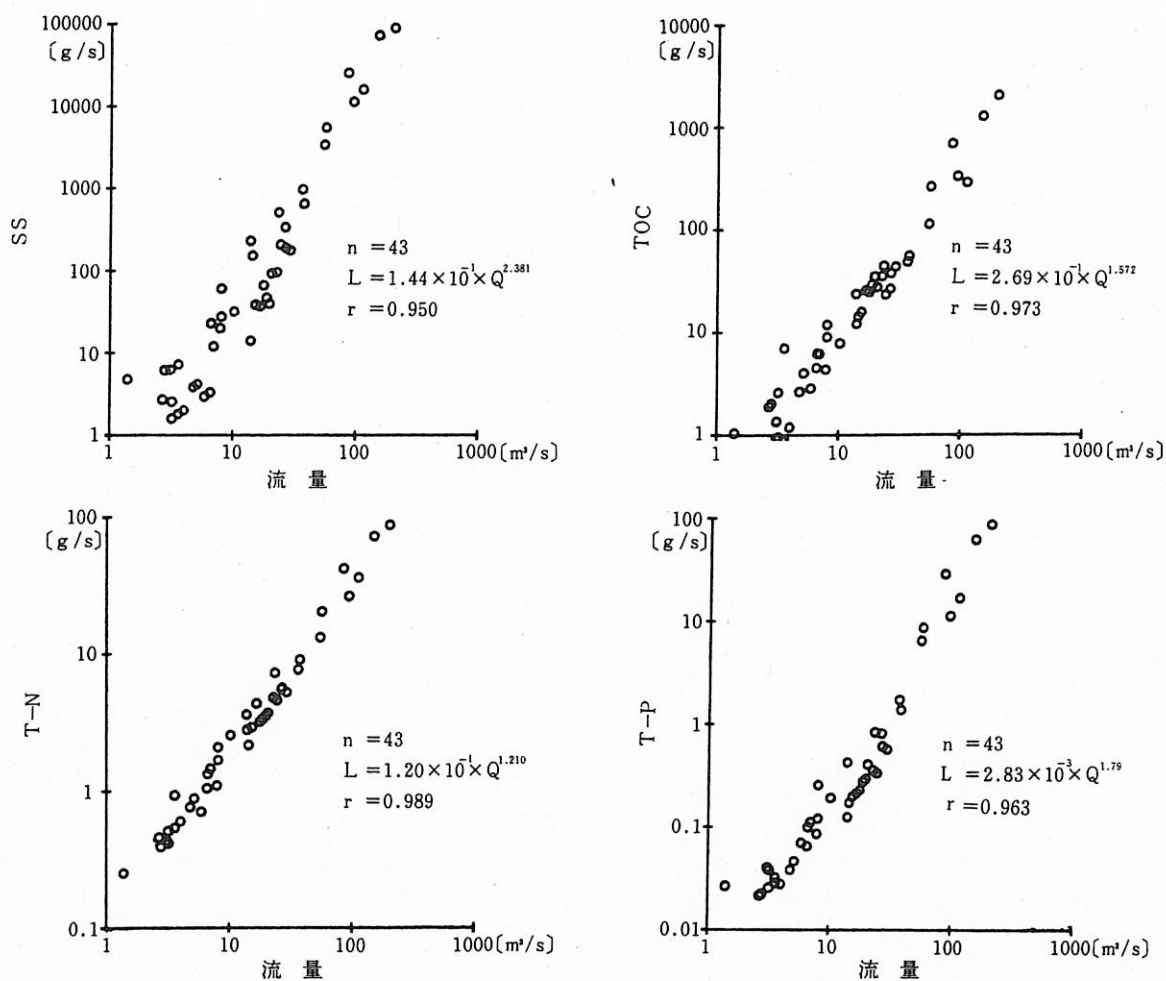 100000
[g/s]
10000
1000
100
10
1
SS
n = 43
L = 1.44 × 10⁻¹ × Q²·³⁸¹
r = 0.950
1 10 100 1000 [m³/s]
流 量
10000
[g/s]
1000
100
10
1
TOC
n = 43
L = 2.69 × 10⁻¹ × Q¹·⁵⁷²
r = 0.973
1 10 100 1000 [m³/s]
流 量
100
[g/s]
10
1
0.1
T-N
n = 43
L = 1.20 × 10⁻¹ × Q¹·²¹⁰
r = 0.989
1 10 100 1000 [m³/s]
流 量
100
[g/s]
10
1
0.1
0.01
T-P
n = 43
L = 2.83 × 10⁻³ × Q¹·⁷⁹
r = 0.963
1 10 100 1000 [m³/s]
流 量